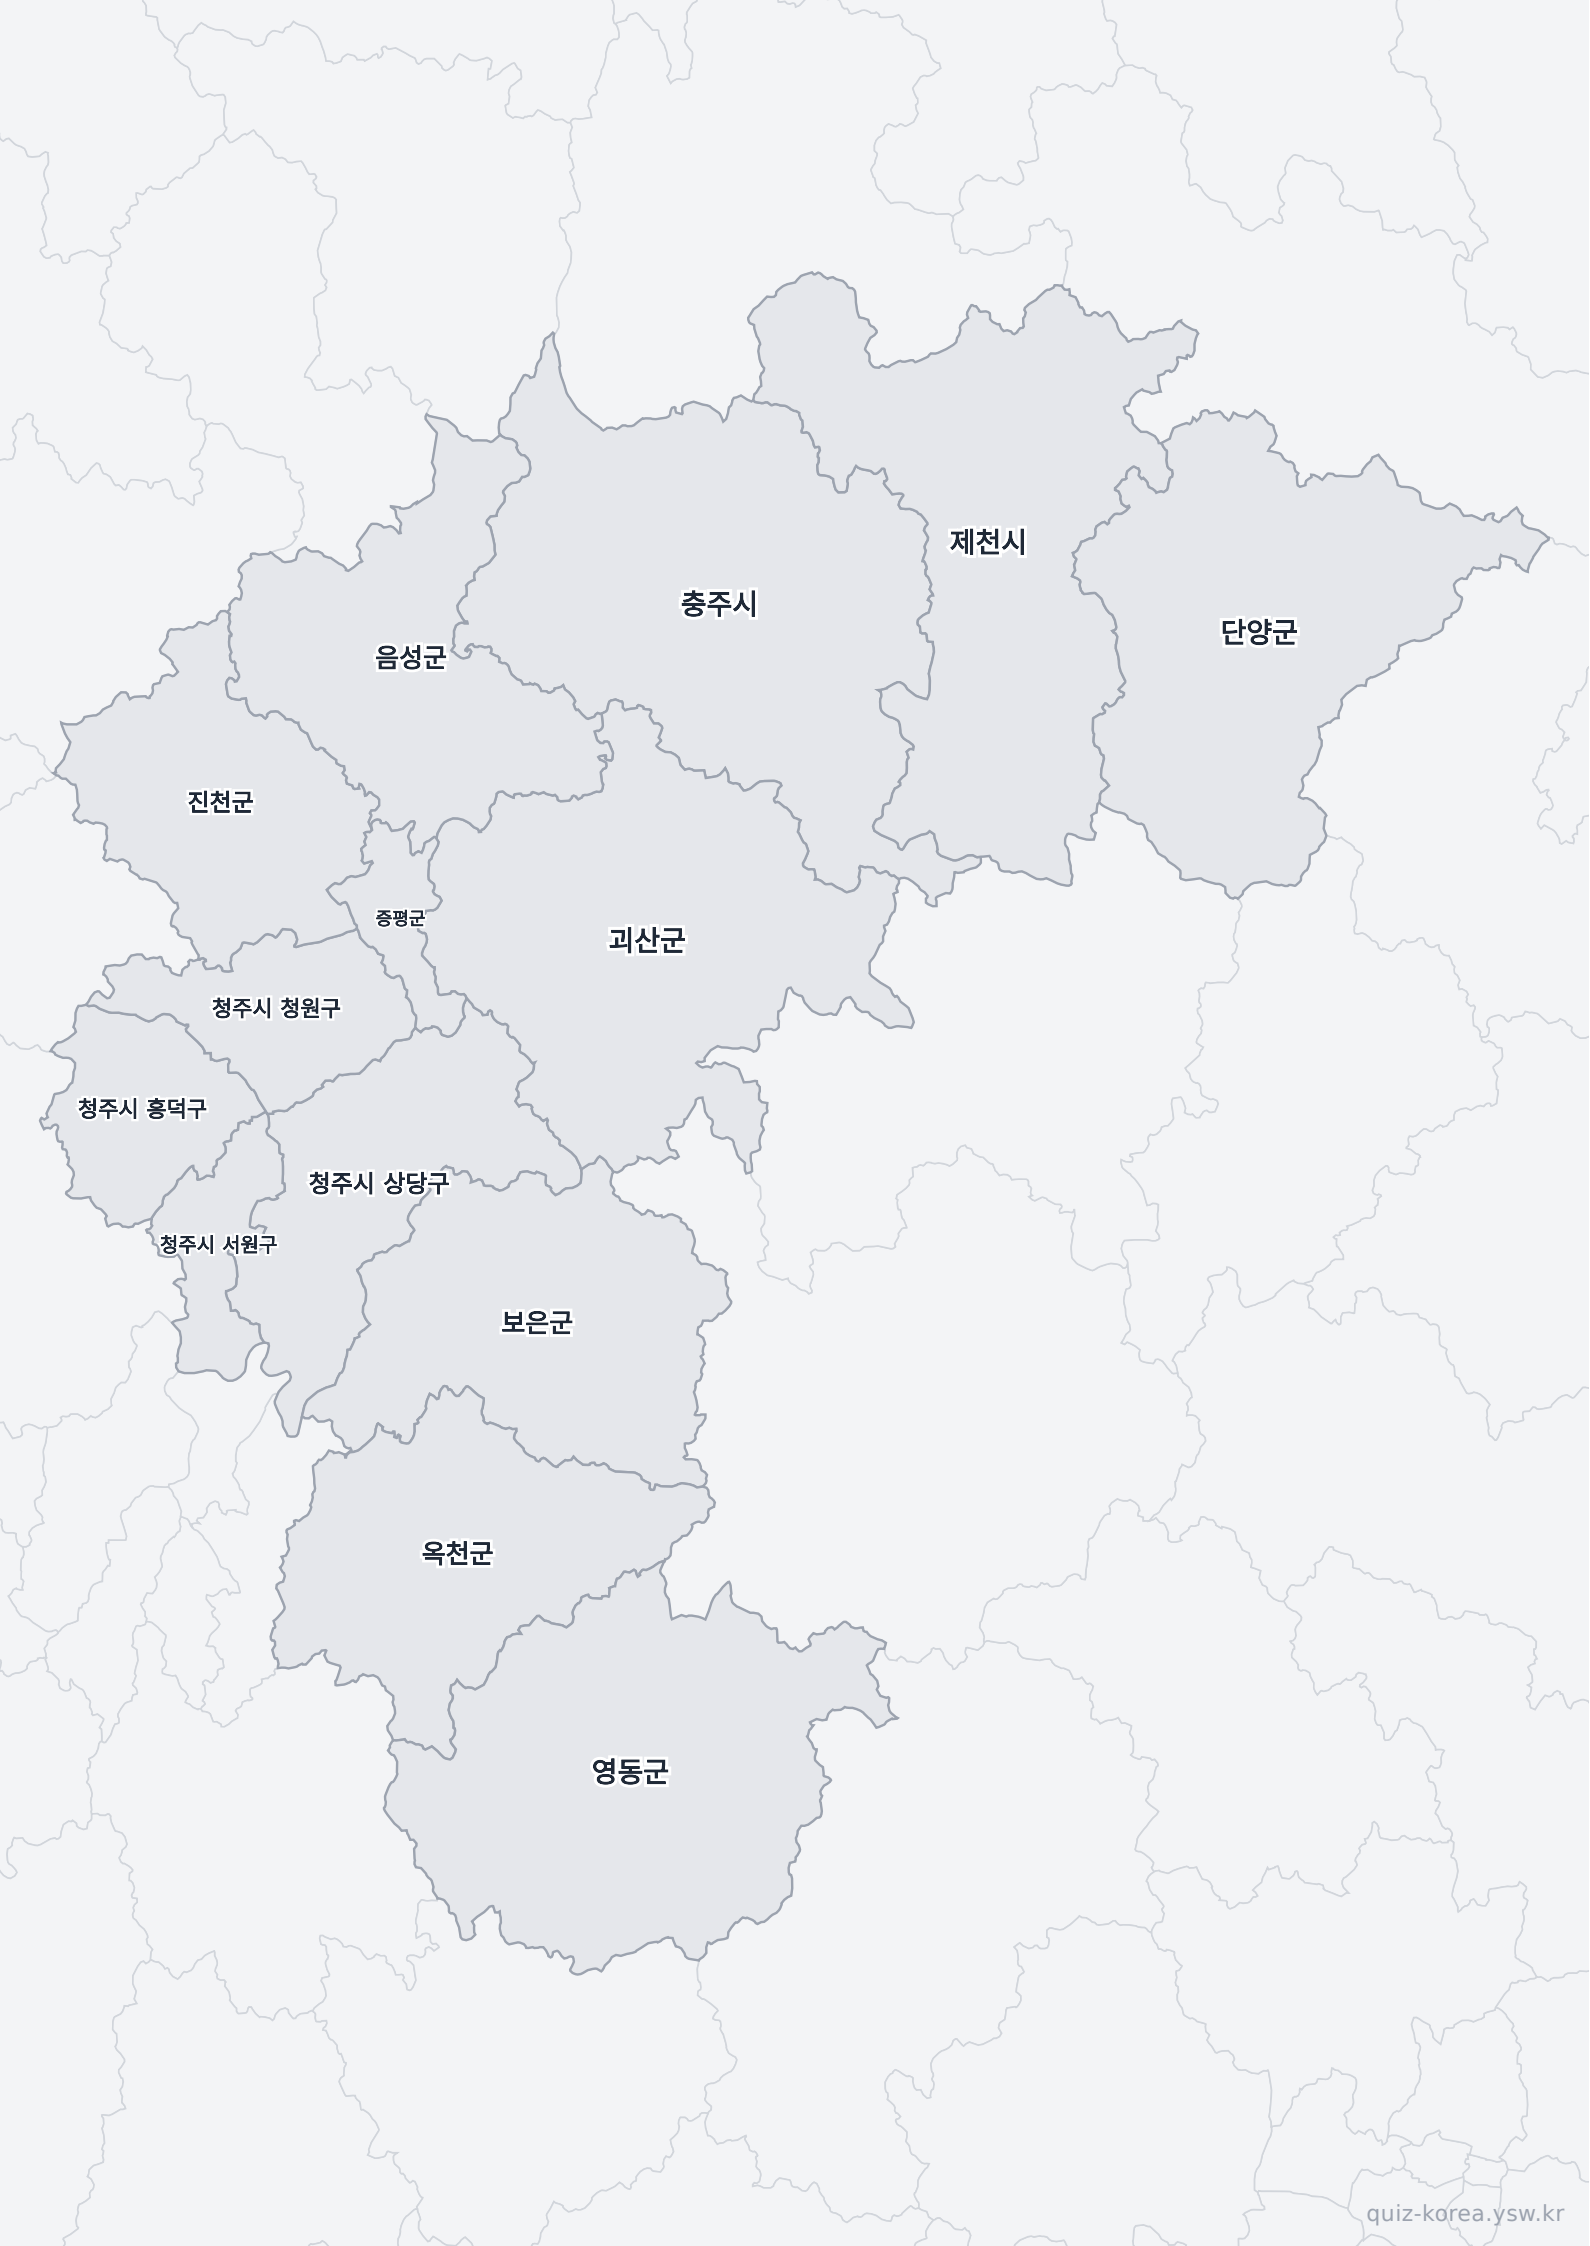 제천시
충주시
단양군
음성군
진천군
증평군
괴산군
청주시 청원구
청주시 흥덕구
청주시 상당구
청주시 서원구
보은군
옥천군
영동군
quiz-korea.ysw.kr